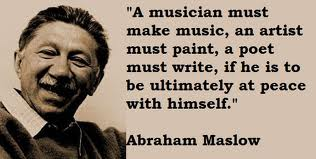 "A musician must
make music, an artist
must paint, a poet
must write, if he is to
be ultimately at peace
with himself."
Abraham Maslow